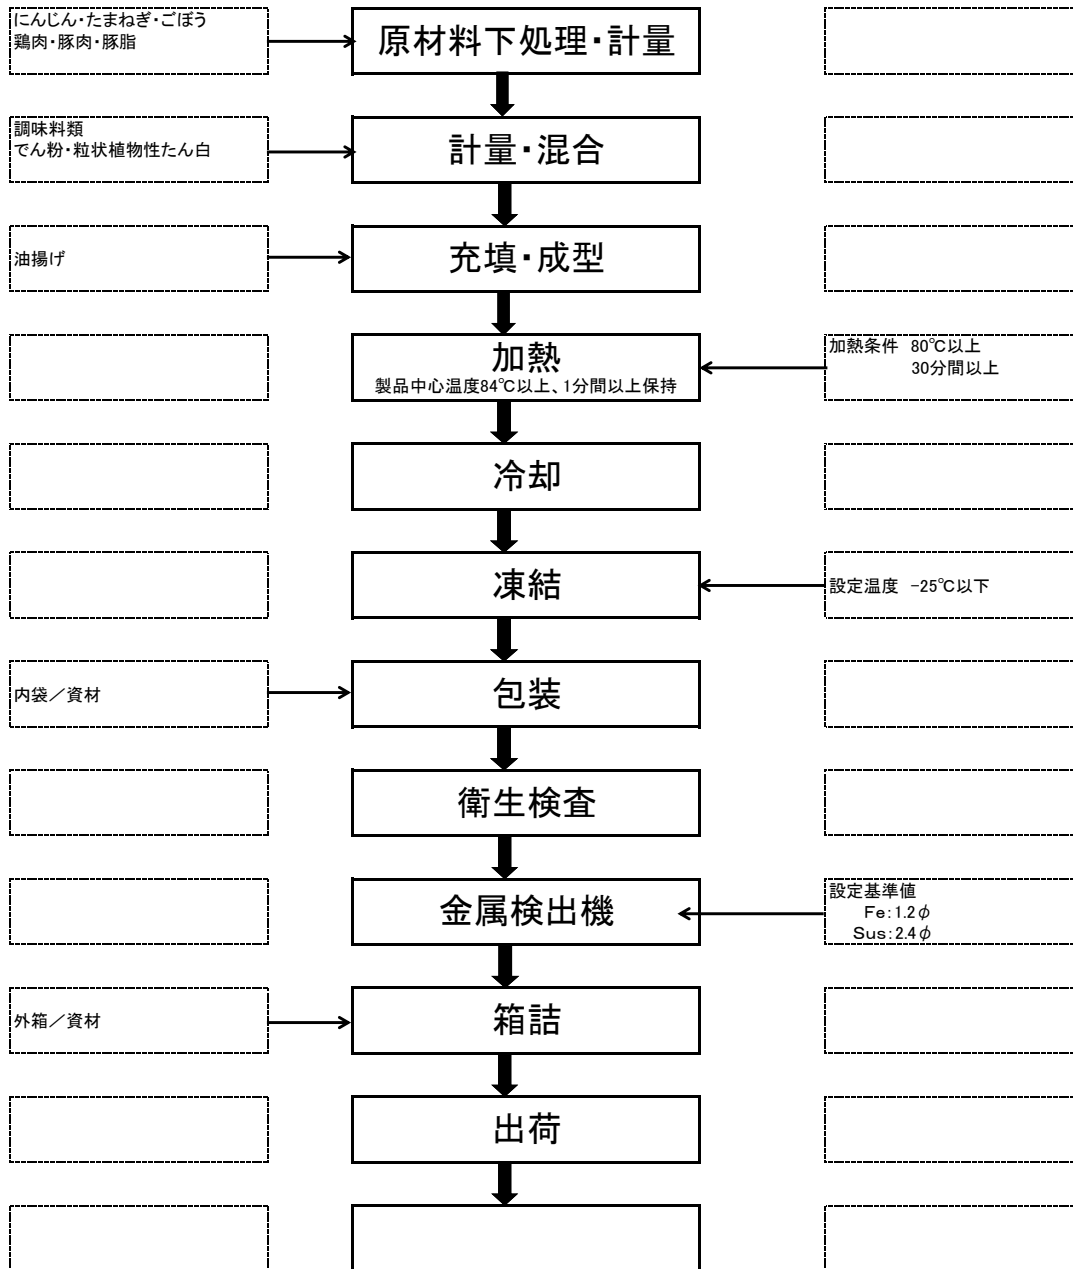 にんじん・たまねぎ・ごぼう
鶏肉・豚肉・豚脂
原材料下処理・計量
調味料類
でん粉・粒状植物性たん白
計量・混合
油揚げ
充填・成型
加熱
製品中心温度84℃以上、1分間以上保持
加熱条件 80℃以上
30分間以上
冷却
凍結
設定温度 -25℃以下
内袋／資材
包装
衛生検査
金属検出機
設定基準値
Fe：1.2φ
Sus：2.4φ
外箱／資材
箱詰
出荷